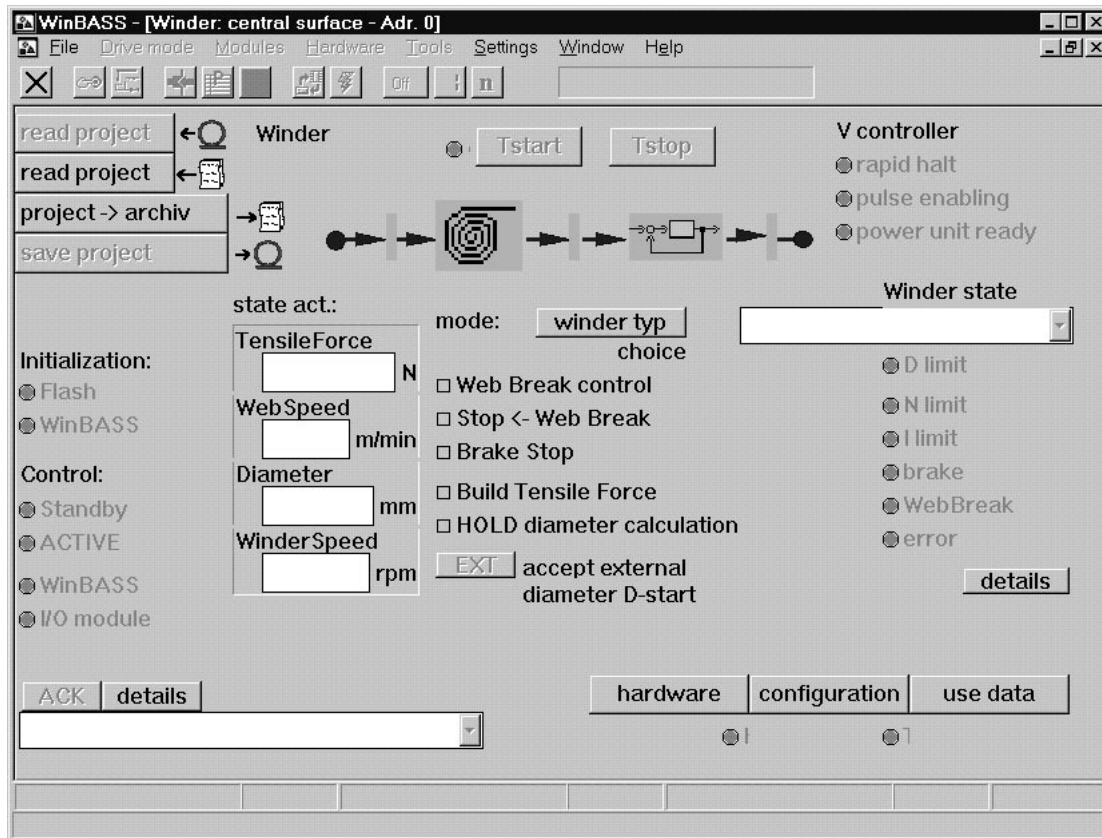 WinBASS - [Winder: central surface - Adr. 0]
File Drive mode Modules Hardware Tools Settings Window Help
Off n
read project
read project
project -> archiv
save project
Winder
Tstart Tstop
V controller
rapid halt
pulse enabling
power unit ready
Initialization:
Flash
WinBASS
Control:
Standby
ACTIVE
WinBASS
I/O module
state act.:
TensileForce
N
WebSpeed
m/min
Diameter
mm
WinderSpeed
rpm
mode: winder typ
choice
Web Break control
Stop <- Web Break
Brake Stop
Build Tensile Force
HOLD diameter calculation
EXT accept external
diameter D-start
Winder state
D limit
N limit
I limit
brake
WebBreak
error
details
ACK details
hardware configuration use data